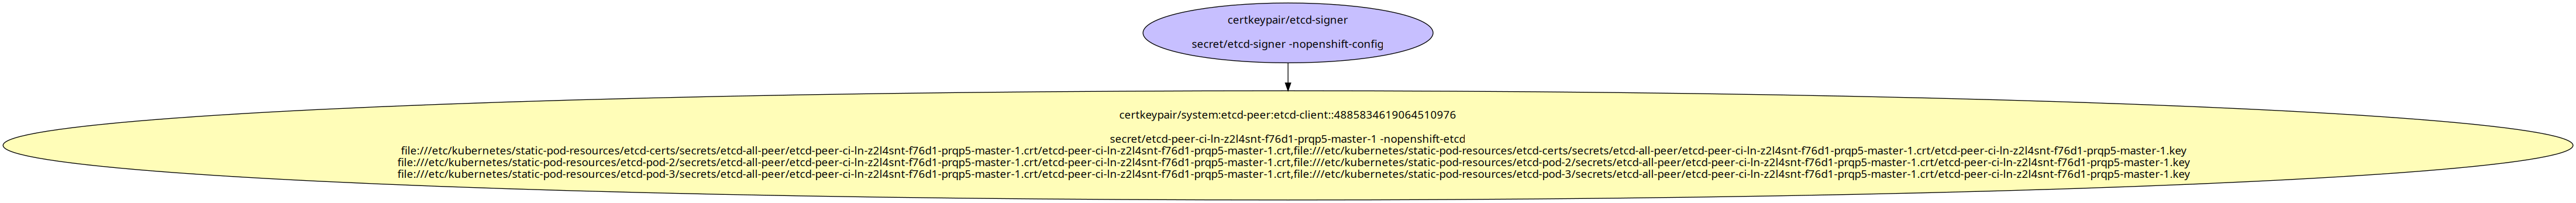 certkeypair/etcd-signer
secret/etcd-signer -nopenshift-config
certkeypair/system:etcd-peer:etcd-client::4885834619064510976
secret/etcd-peer-ci-ln-z2l4snt-f76d1-prqp5-master-1 -nopenshift-etcd
file:///etc/kubernetes/static-pod-resources/etcd-certs/secrets/etcd-all-peer/etcd-peer-ci-ln-z2l4snt-f76d1-prqp5-master-1.crt/etcd-peer-ci-ln-z2l4snt-f76d1-prqp5-master-1.crt,file:///etc/kubernetes/static-pod-resources/etcd-certs/secrets/etcd-all-peer/etcd-peer-ci-ln-z2l4snt-f76d1-prqp5-master-1.crt/etcd-peer-ci-ln-z2l4snt-f76d1-prqp5-master-1.key
file:///etc/kubernetes/static-pod-resources/etcd-pod-2/secrets/etcd-all-peer/etcd-peer-ci-ln-z2l4snt-f76d1-prqp5-master-1.crt/etcd-peer-ci-ln-z2l4snt-f76d1-prqp5-master-1.crt,file:///etc/kubernetes/static-pod-resources/etcd-pod-2/secrets/etcd-all-peer/etcd-peer-ci-ln-z2l4snt-f76d1-prqp5-master-1.crt/etcd-peer-ci-ln-z2l4snt-f76d1-prqp5-master-1.key
file:///etc/kubernetes/static-pod-resources/etcd-pod-3/secrets/etcd-all-peer/etcd-peer-ci-ln-z2l4snt-f76d1-prqp5-master-1.crt/etcd-peer-ci-ln-z2l4snt-f76d1-prqp5-master-1.crt,file:///etc/kubernetes/static-pod-resources/etcd-pod-3/secrets/etcd-all-peer/etcd-peer-ci-ln-z2l4snt-f76d1-prqp5-master-1.crt/etcd-peer-ci-ln-z2l4snt-f76d1-prqp5-master-1.key